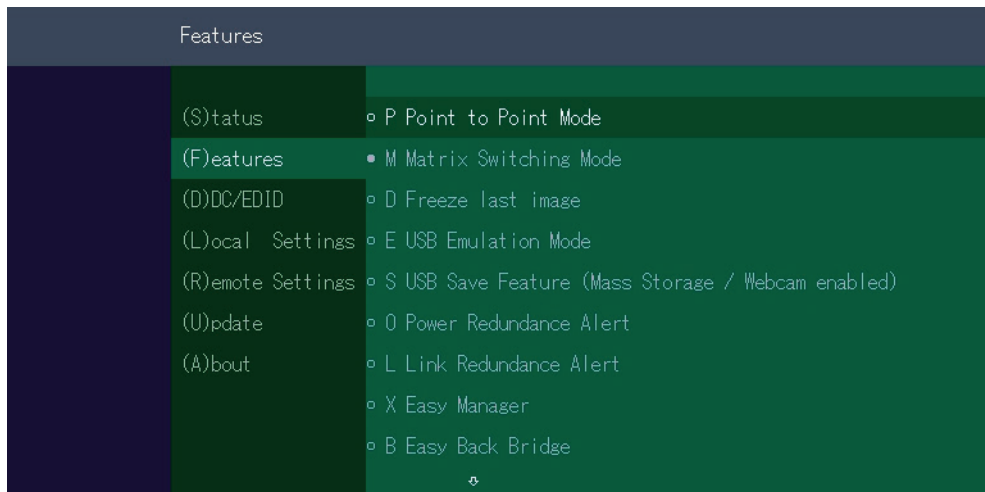 Features
(S)tatus
(F)eatures
(D)DC/EDID
(L)ocal Settings
(R)emote Settings
(U)pdate
(A)bout
P Point to Point Mode
M Matrix Switching Mode
D Freeze last image
E USB Emulation Mode
S USB Save Feature (Mass Storage / Webcam enabled)
O Power Redundance Alert
L Link Redundance Alert
X Easy Manager
B Easy Back Bridge